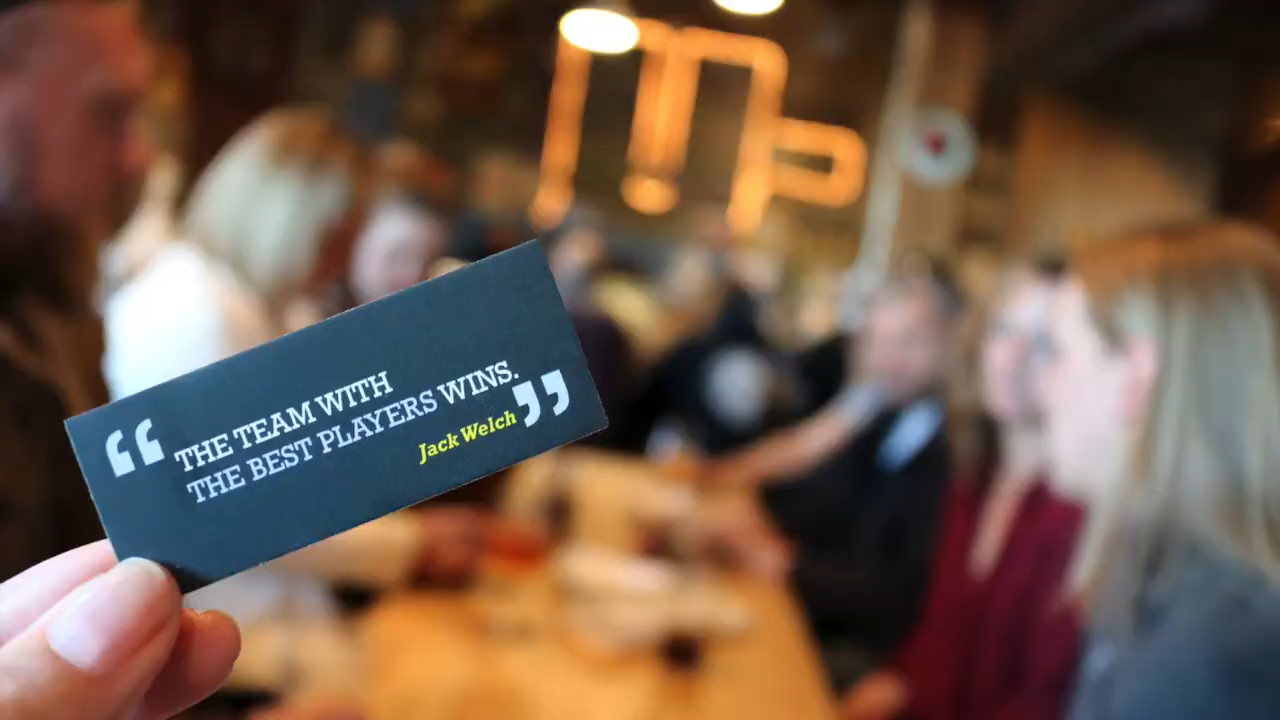 “
THE TEAM WITH
THE BEST PLAYERS WINS.
Jack Welch ”